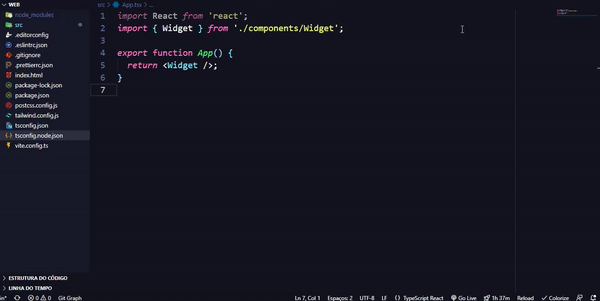 WEB
node_modules
src
.editorconfig
.eslintrc.json
.gitignore
.prettierrc.json
index.html
package-lock.json
package.json
postcss.config.js
tailwind.config.js
tsconfig.json
tsconfig.node.json
vite.config.ts
ESTRUTURA DO CÓDIGO
LINHA DO TEMPO
src > App.tsx > ...
1 import React from 'react';
2 import { Widget } from './components/Widget';
3
4 export function App() {
5 return <Widget />;
6 }
7
0 0 Git Graph Ln 7, Col 1 Espaços: 2 UTF-8 LF {} TypeScript React Go Live 1h 37m Reload Colorize